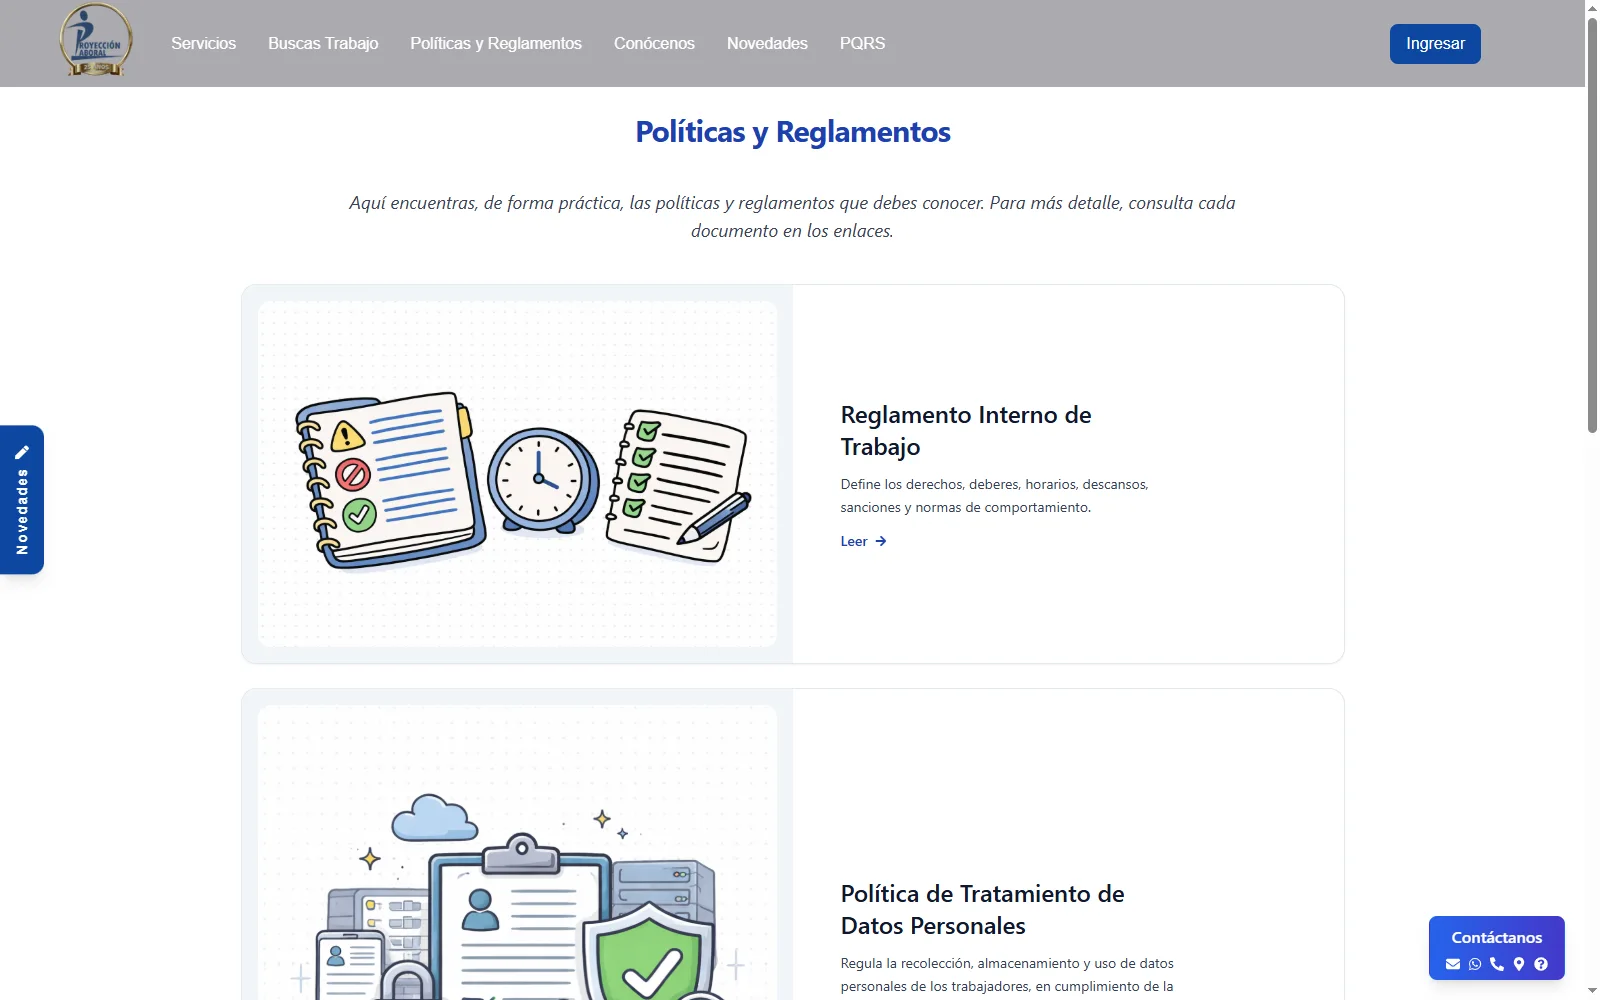 PROYECCIÓN
LABORAL
Servicios
Buscas Trabajo
Políticas y Reglamentos
Conócenos
Novedades
PQRS
Ingresar
Políticas y Reglamentos
Aquí encuentras, de forma práctica, las políticas y reglamentos que debes conocer. Para más detalle, consulta cada
documento en los enlaces.
Reglamento Interno de
Trabajo
Define los derechos, deberes, horarios, descansos,
sanciones y normas de comportamiento.
Leer →
Novedades
Política de Tratamiento de
Datos Personales
Regula la recolección, almacenamiento y uso de datos
personales de los trabajadores, en cumplimiento de la
Contáctanos